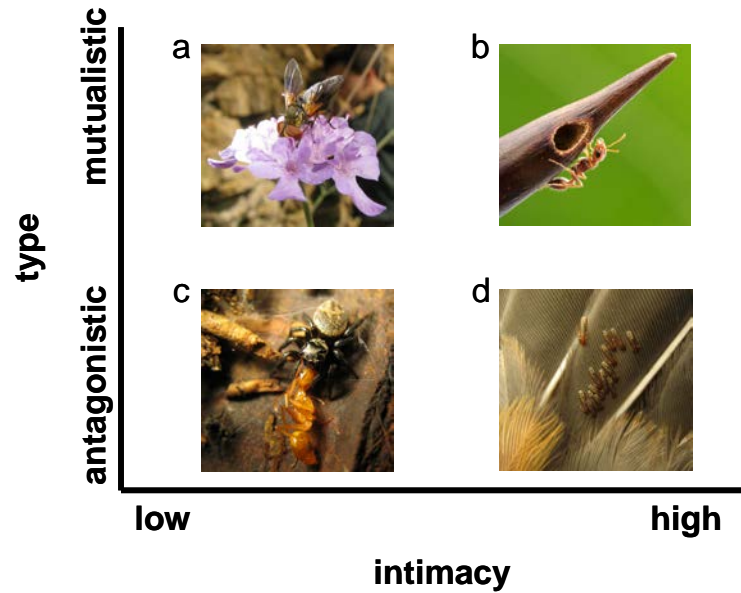 mutualistic
a
b
type
antagonistic
c
d
low
high
intimacy